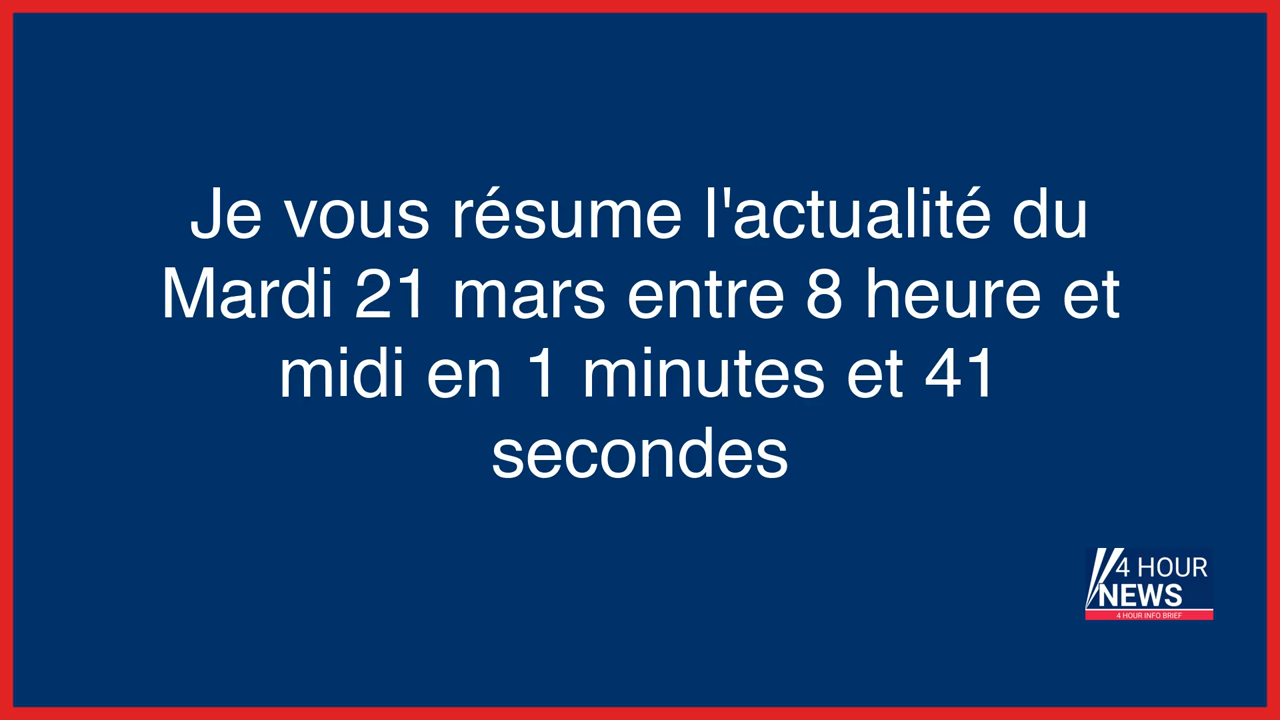 Je vous résume l'actualité du
Mardi 21 mars entre 8 heure et
midi en 1 minutes et 41
secondes
4 HOUR
NEWS
4 HOUR INFO BRIEF